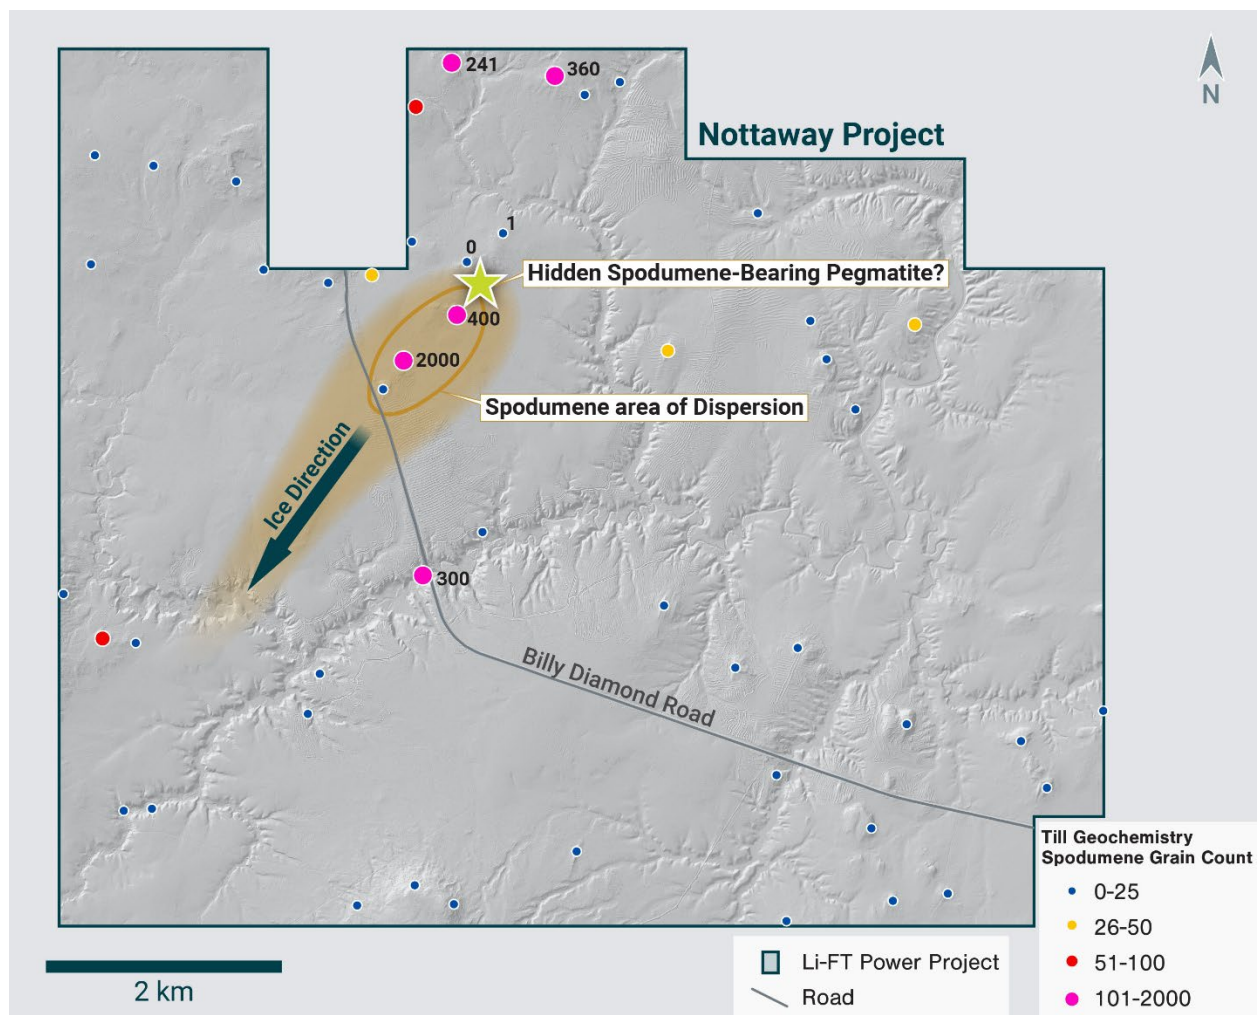 241
360
N
Nottaway Project
1
0
Hidden Spodumene-Bearing Pegmatite?
400
2000
Spodumene area of Dispersion
Ice Direction
300
Billy Diamond Road
Till Geochemistry
Spodumene Grain Count
0-25
26-50
51-100
101-2000
Li-FT Power Project
Road
2 km